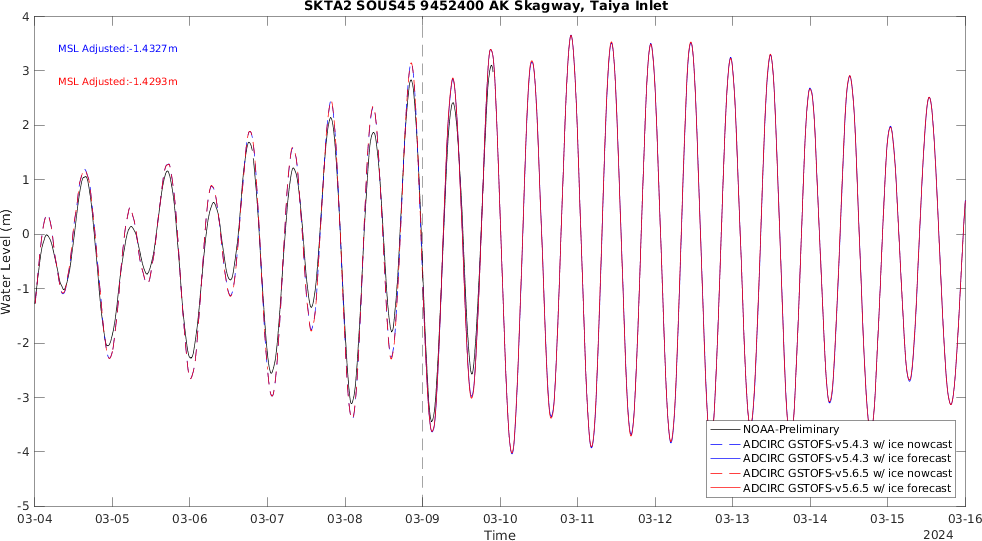 SKTA2 SOUS45 9452400 AK Skagway, Taiya Inlet
MSL Adjusted:-1.4327m
MSL Adjusted:-1.4293m
Water Level (m)
4
3
2
1
0
-1
-2
-3
-4
-5
NOAA-Preliminary
ADCIRC GSTOFS-v5.4.3 w/ ice nowcast
ADCIRC GSTOFS-v5.4.3 w/ ice forecast
ADCIRC GSTOFS-v5.6.5 w/ ice nowcast
ADCIRC GSTOFS-v5.6.5 w/ ice forecast
03-04 03-05 03-06 03-07 03-08 03-09 03-10 03-11 03-12 03-13 03-14 03-15 03-16
Time
2024